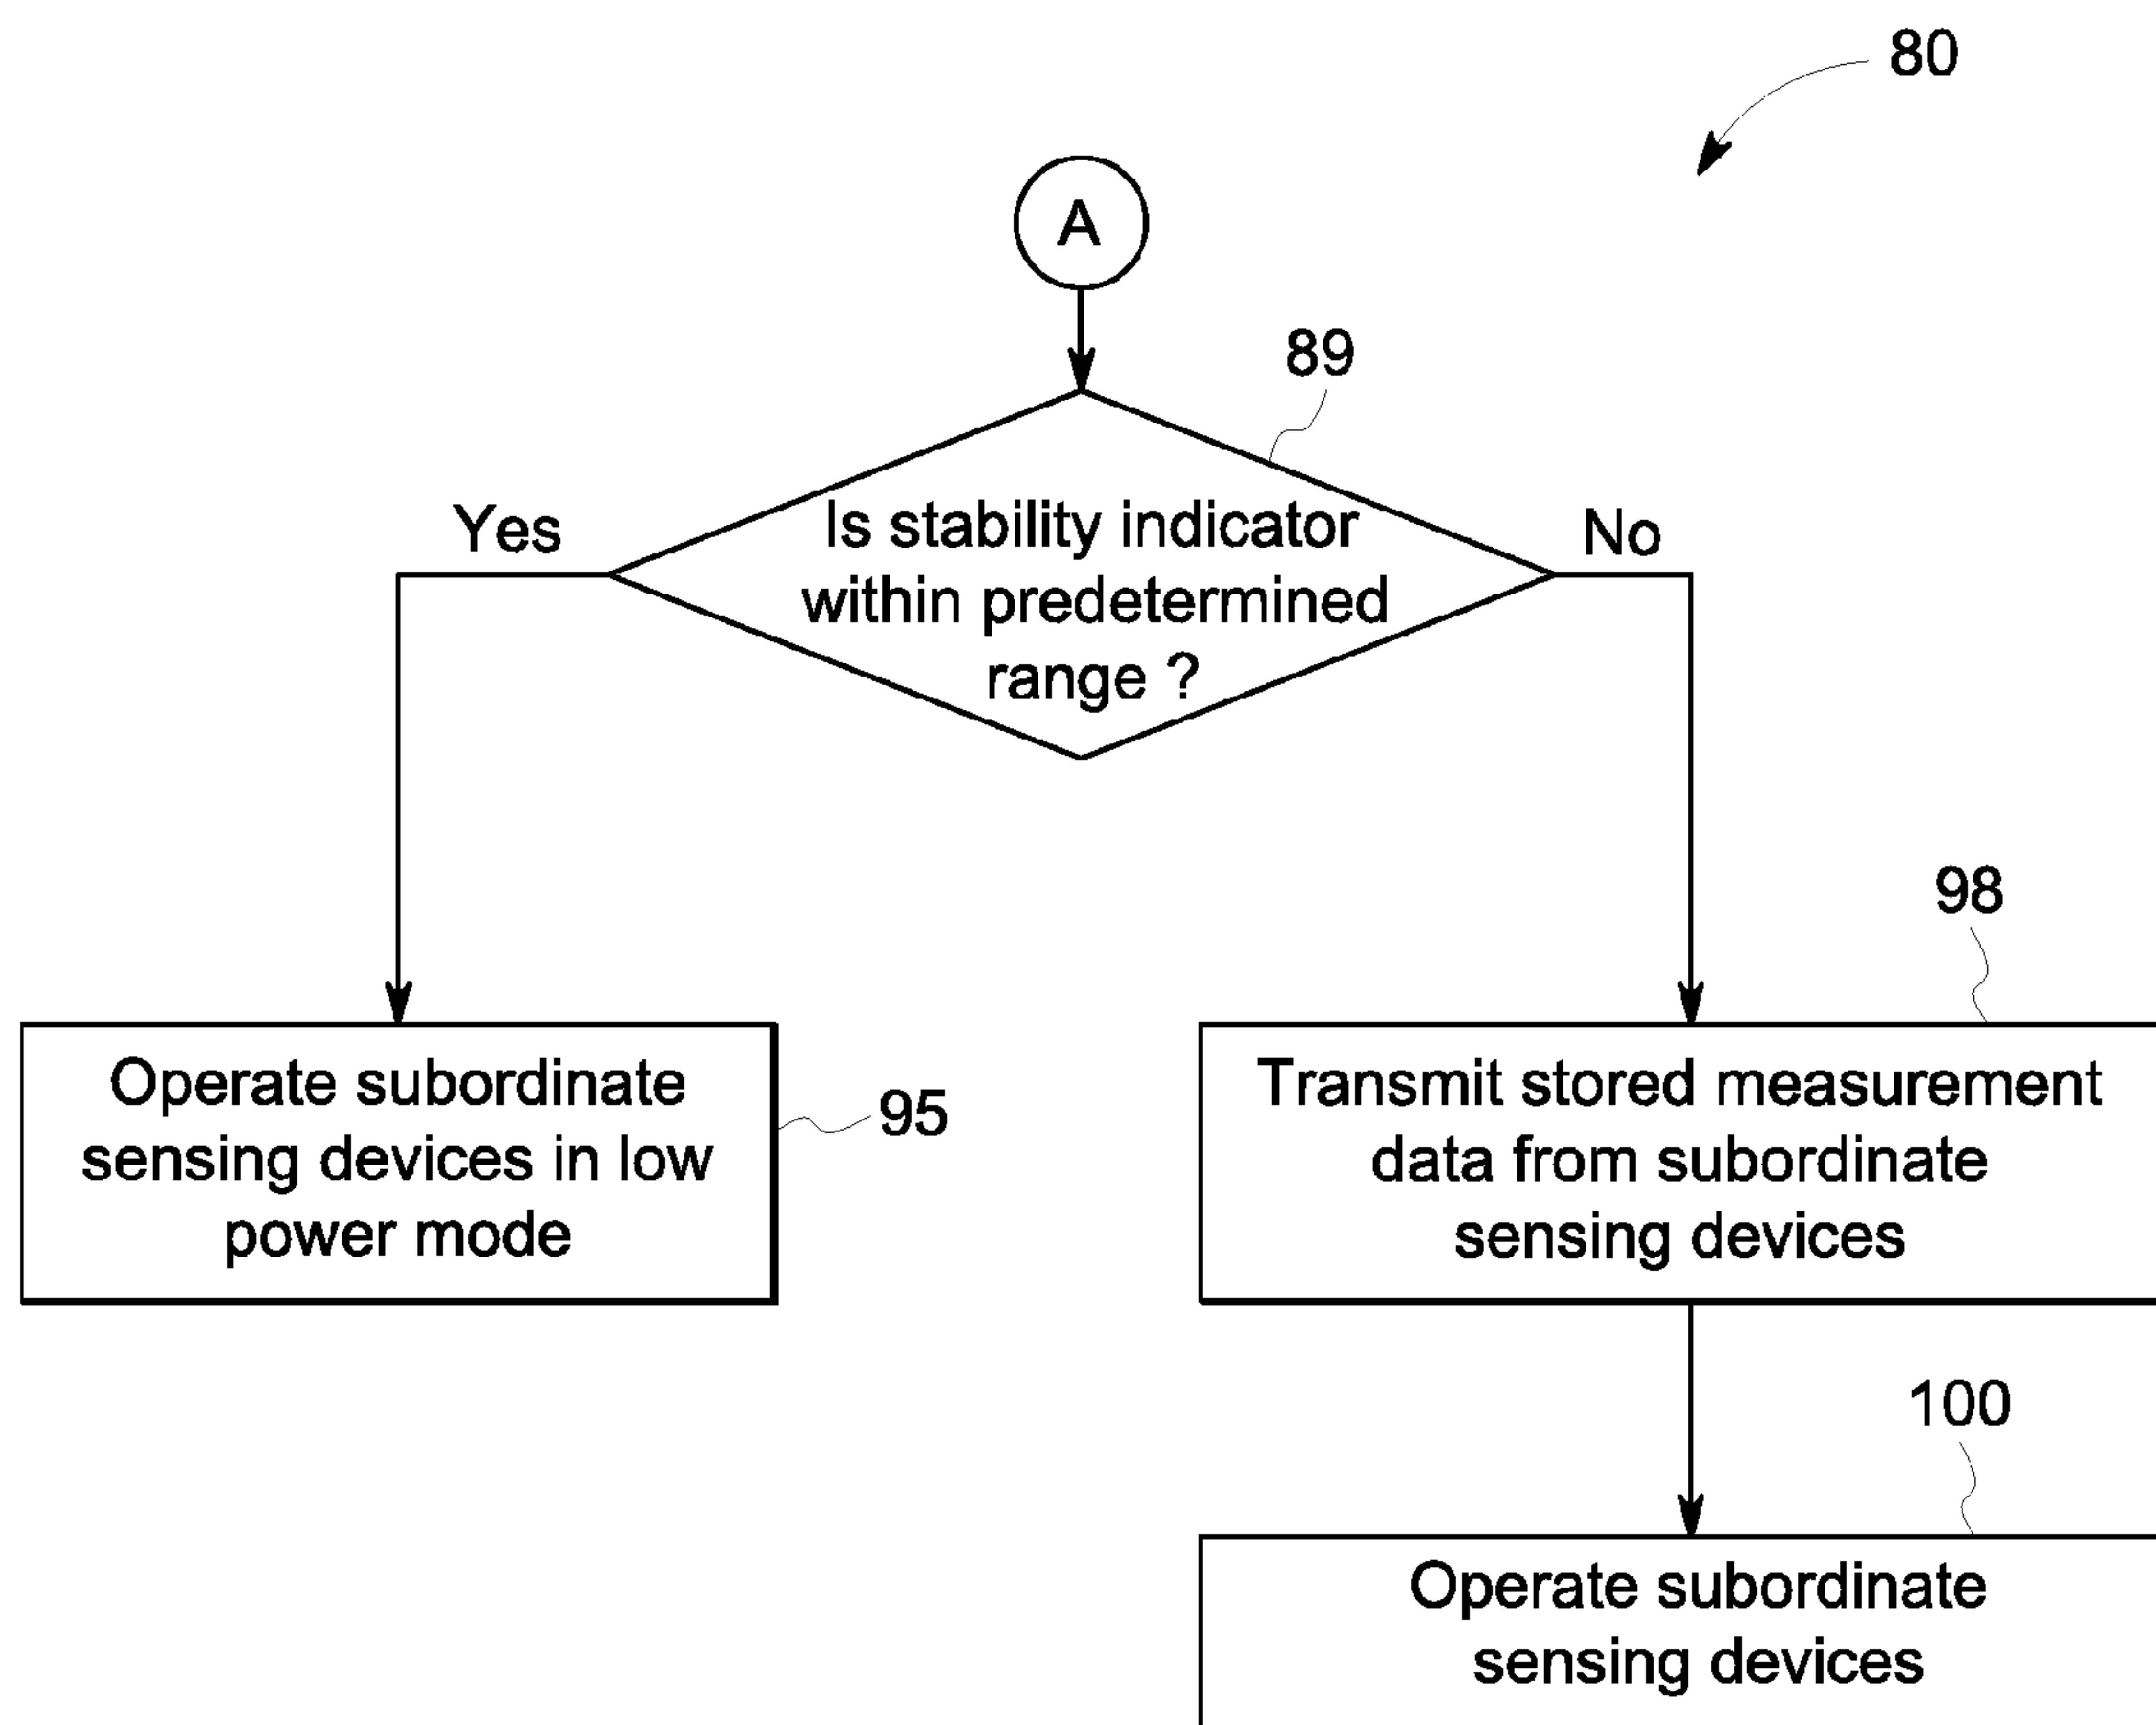 80
A
89
Yes
No
Is stability indicator
within predetermined
range ?
98
Operate subordinate
sensing devices in low
power mode
95
Transmit stored measurement
data from subordinate
sensing devices
100
Operate subordinate
sensing devices